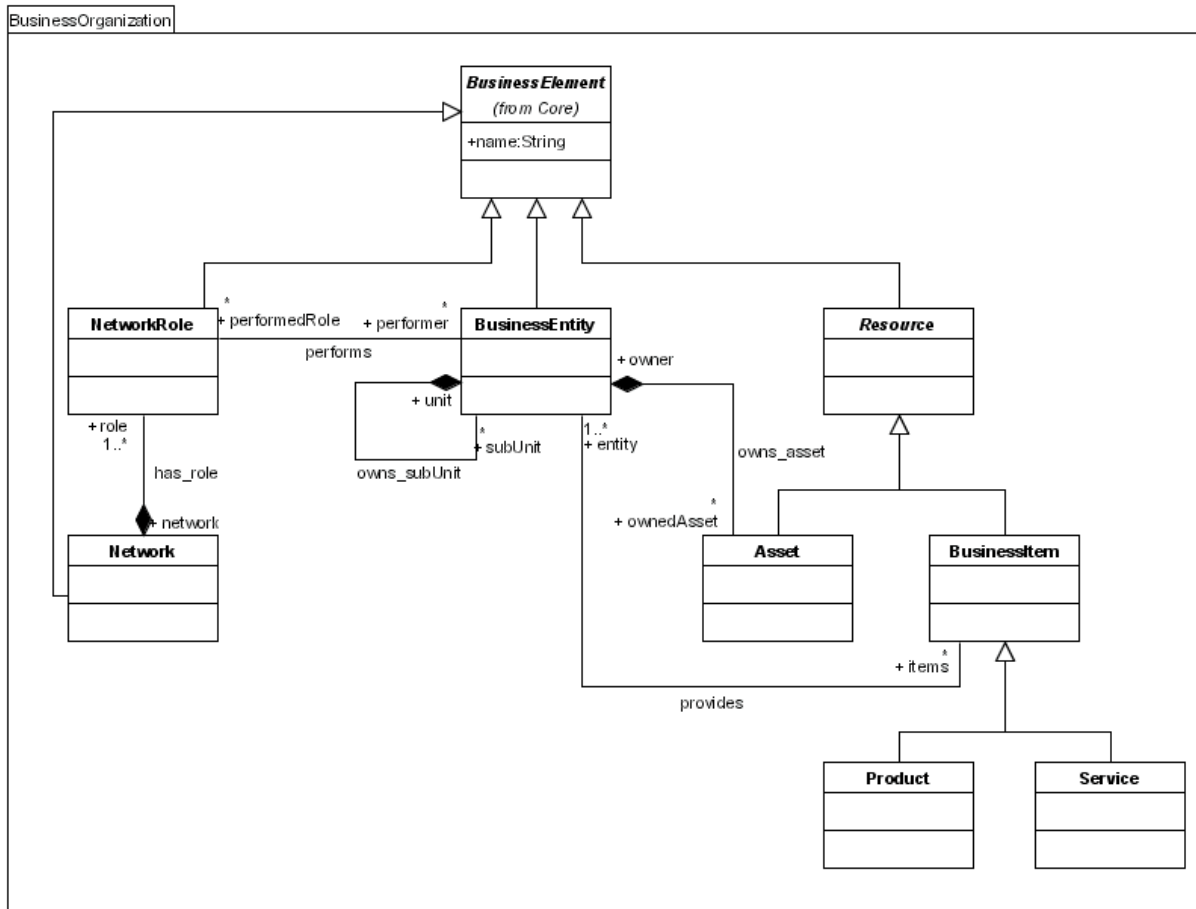 BusinessOrganization
BusinessElement
(from Core)
+name:String
*
+ performedRole
*
+ performer
NetworkRole
BusinessEntity
Resource
performs
+ owner
+ unit
+ role
1..*
*
+ subUnit
1..*
+ entity
owns_asset
has_role
owns_subUnit
*
+ ownedAsset
+ network
Network
Asset
BusinessItem
*
+ items
provides
Product
Service